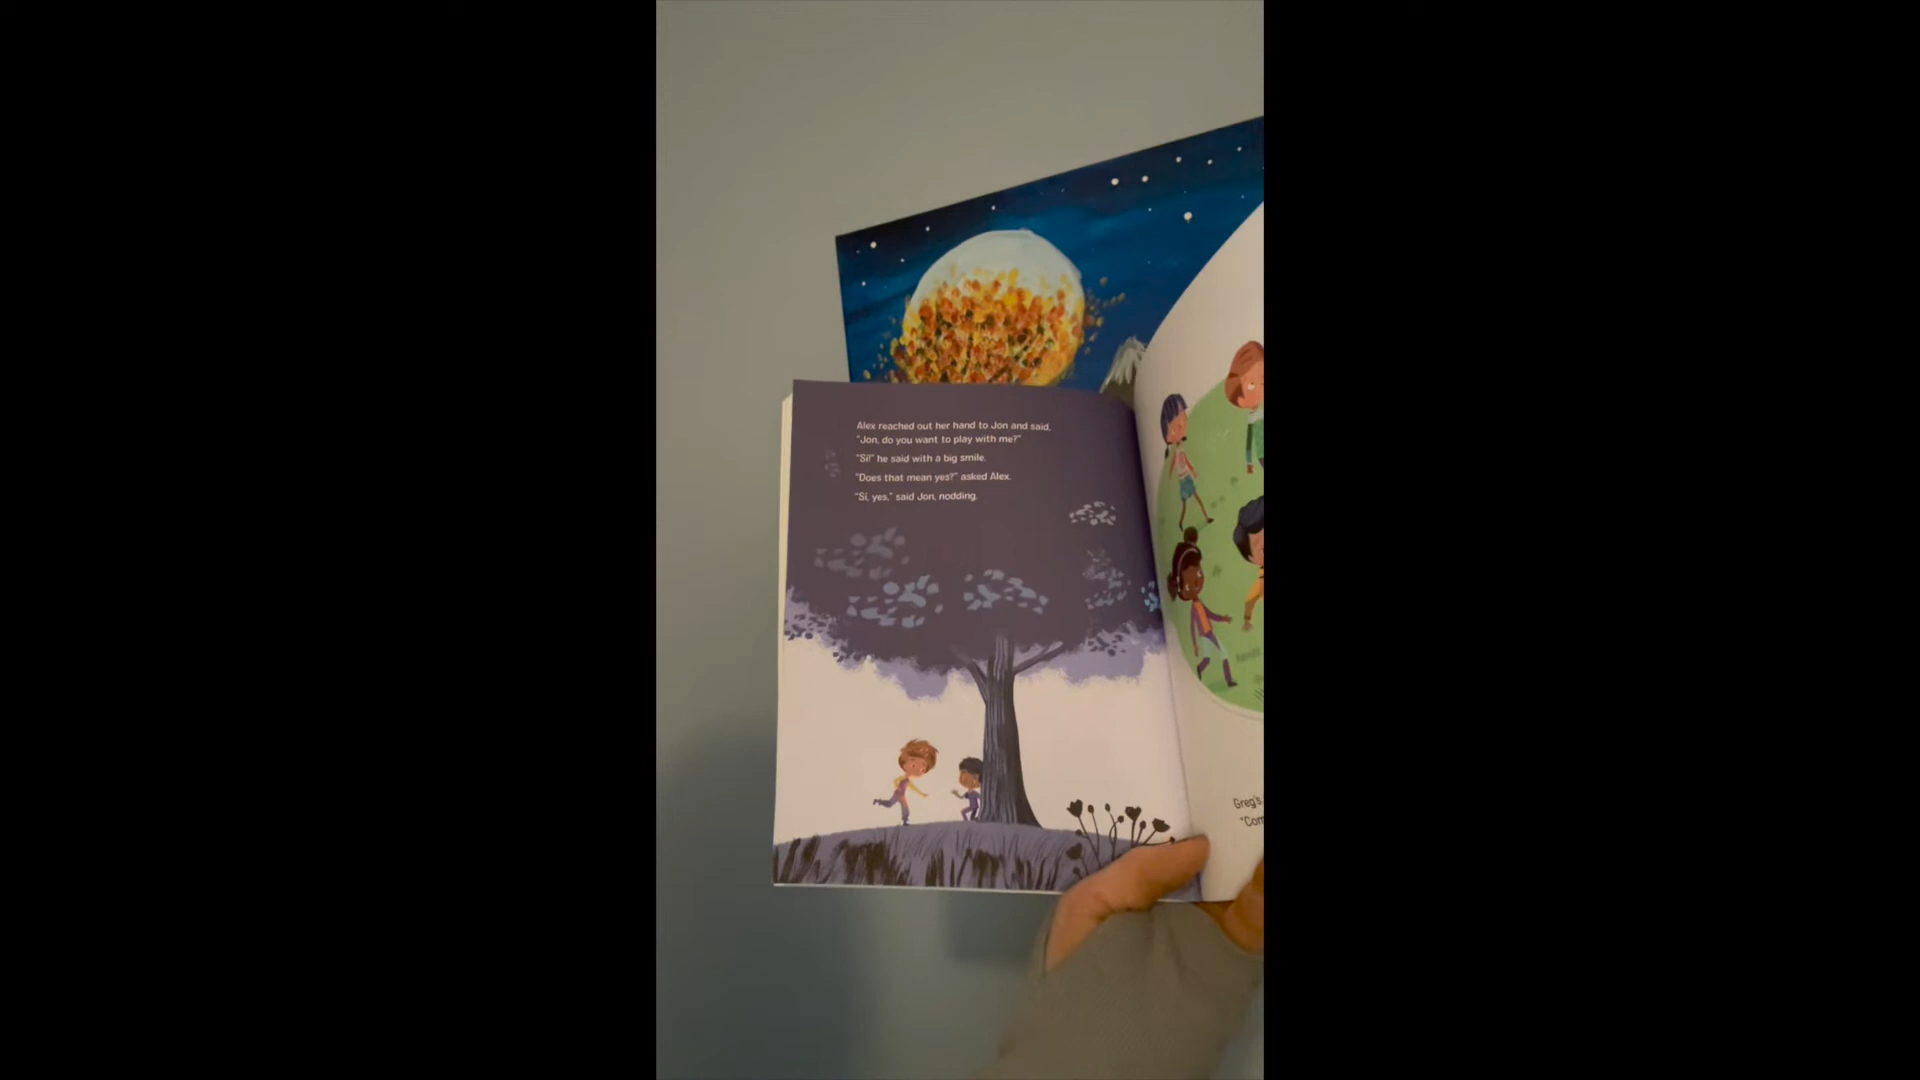 Alex reached out her hand to Jon and said,
"Jon, do you want to play with me?"
"Sí!" he said with a big smile.
"Does that mean yes?" asked Alex.
"Sí, yes," said Jon, nodding.
Greg's
"Com